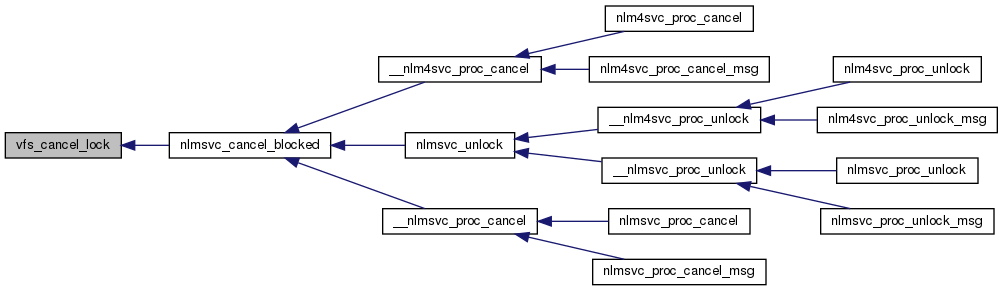 nlm4svc_proc_cancel
__nlm4svc_proc_cancel
nlm4svc_proc_cancel_msg
nlm4svc_proc_unlock
__nlm4svc_proc_unlock
nlm4svc_proc_unlock_msg
vfs_cancel_lock
nlmsvc_cancel_blocked
nlmsvc_unlock
__nlmsvc_proc_unlock
nlmsvc_proc_unlock
__nlmsvc_proc_cancel
nlmsvc_proc_cancel
nlmsvc_proc_unlock_msg
nlmsvc_proc_cancel_msg